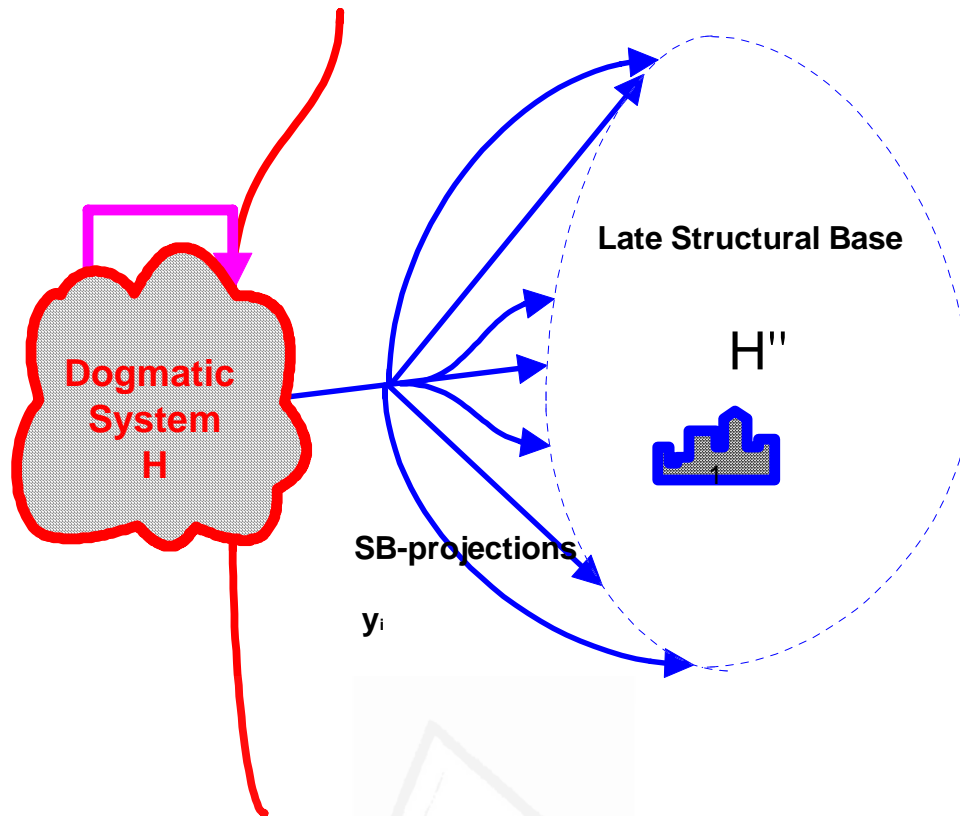 Late Structural Base
H"
Dogmatic
System
H
1
SB-projections
yi